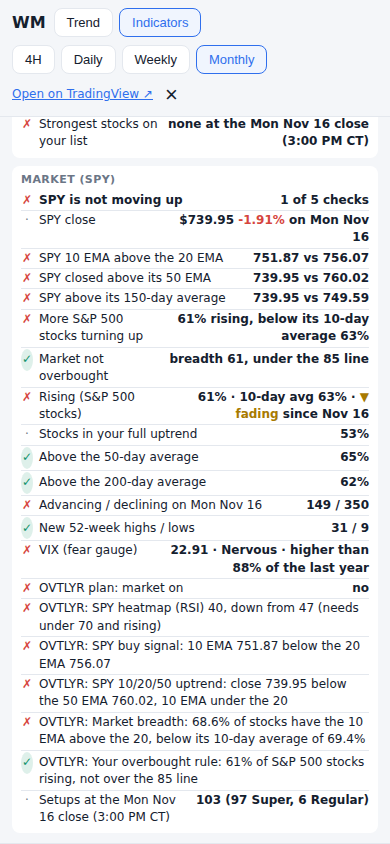 WM Trend Indicators
4H Daily Weekly Monthly
Open on TradingView ↗ ✕
✗ Strongest stocks on your list none at the Mon Nov 16 close (3:00 PM CT)
MARKET (SPY)
✗ SPY is not moving up 1 of 5 checks
· SPY close $739.95 -1.91% on Mon Nov 16
✗ SPY 10 EMA above the 20 EMA 751.87 vs 756.07
✗ SPY closed above its 50 EMA 739.95 vs 760.02
✗ SPY above its 150-day average 739.95 vs 749.59
✗ More S&P 500 stocks turning up 61% rising, below its 10-day average 63%
✓ Market not overbought breadth 61, under the 85 line
✗ Rising (S&P 500 stocks) 61% · 10-day avg 63% · ▼ fading since Nov 16
· Stocks in your full uptrend 53%
✓ Above the 50-day average 65%
✓ Above the 200-day average 62%
✗ Advancing / declining on Mon Nov 16 149 / 350
✓ New 52-week highs / lows 31 / 9
✗ VIX (fear gauge) 22.91 · Nervous · higher than 88% of the last year
✗ OVTLYR plan: market on no
✗ OVTLYR: SPY heatmap (RSI) 40, down from 47 (needs under 70 and rising)
✗ OVTLYR: SPY buy signal: 10 EMA 751.87 below the 20 EMA 756.07
✗ OVTLYR: SPY 10/20/50 uptrend: close 739.95 below the 50 EMA 760.02, 10 EMA under the 20
✗ OVTLYR: Market breadth: 68.6% of stocks have the 10 EMA above the 20, below its 10-day average of 69.4%
✓ OVTLYR: Your overbought rule: 61% of S&P 500 stocks rising, not over the 85 line
· Setups at the Mon Nov 16 close (3:00 PM CT) 103 (97 Super, 6 Regular)